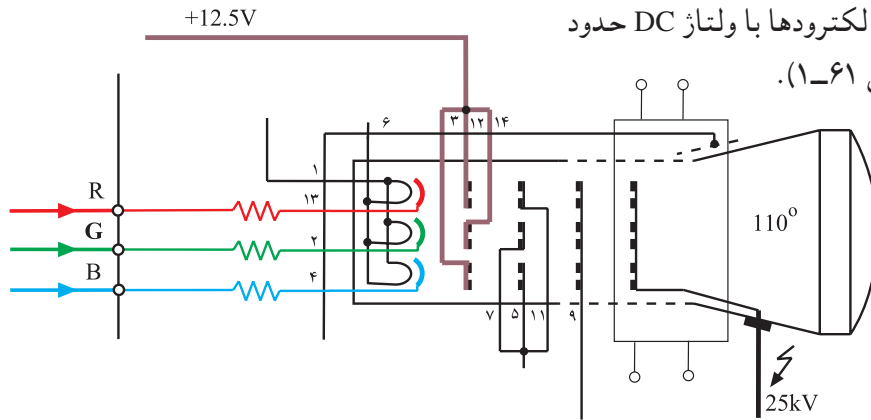 لکترودها با ولتاژ DC حدود
ل ۶۱ــ۱).
+12.5V
۳ ۱۲ ۱۴
۶
۱
۱۳
R
۲
G
۴
B
110°
۷ ۵ ۱۱ ۹
25kV